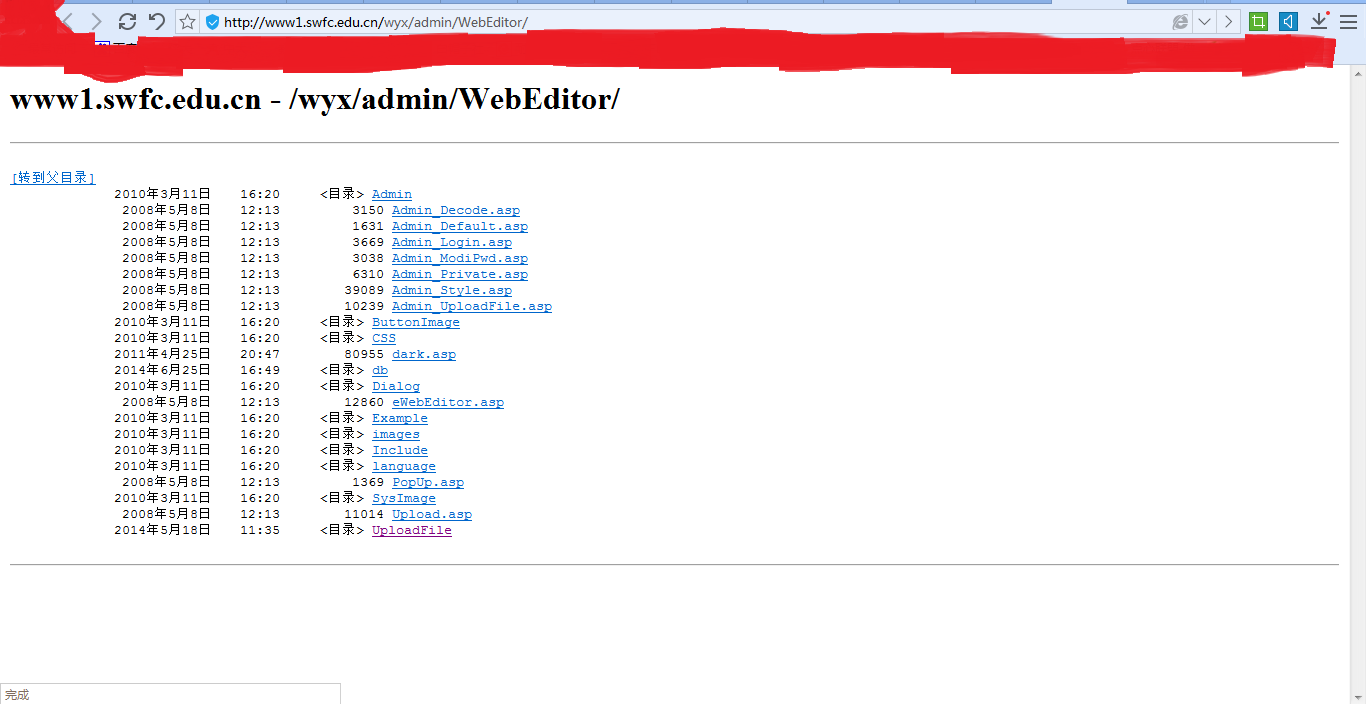 http://www1.swfc.edu.cn/wyx/admin/WebEditor/
www1.swfc.edu.cn - /wyx/admin/WebEditor/
[转到父目录]
2010年3月11日 16:20 <目录> Admin
2008年5月8日 12:13 3150 Admin_Decode.asp
2008年5月8日 12:13 1631 Admin_Default.asp
2008年5月8日 12:13 3669 Admin_Login.asp
2008年5月8日 12:13 3038 Admin_ModiPwd.asp
2008年5月8日 12:13 6310 Admin_Private.asp
2008年5月8日 12:13 39089 Admin_Style.asp
2008年5月8日 12:13 10239 Admin_UploadFile.asp
2010年3月11日 16:20 <目录> ButtonImage
2010年3月11日 16:20 <目录> CSS
2011年4月25日 20:47 80955 dark.asp
2014年6月25日 16:49 <目录> db
2010年3月11日 16:20 <目录> Dialog
2008年5月8日 12:13 12860 eWebEditor.asp
2010年3月11日 16:20 <目录> Example
2010年3月11日 16:20 <目录> images
2010年3月11日 16:20 <目录> Include
2010年3月11日 16:20 <目录> language
2008年5月8日 12:13 1369 PopUp.asp
2010年3月11日 16:20 <目录> SysImage
2008年5月8日 12:13 11014 Upload.asp
2014年5月18日 11:35 <目录> UploadFile
完成